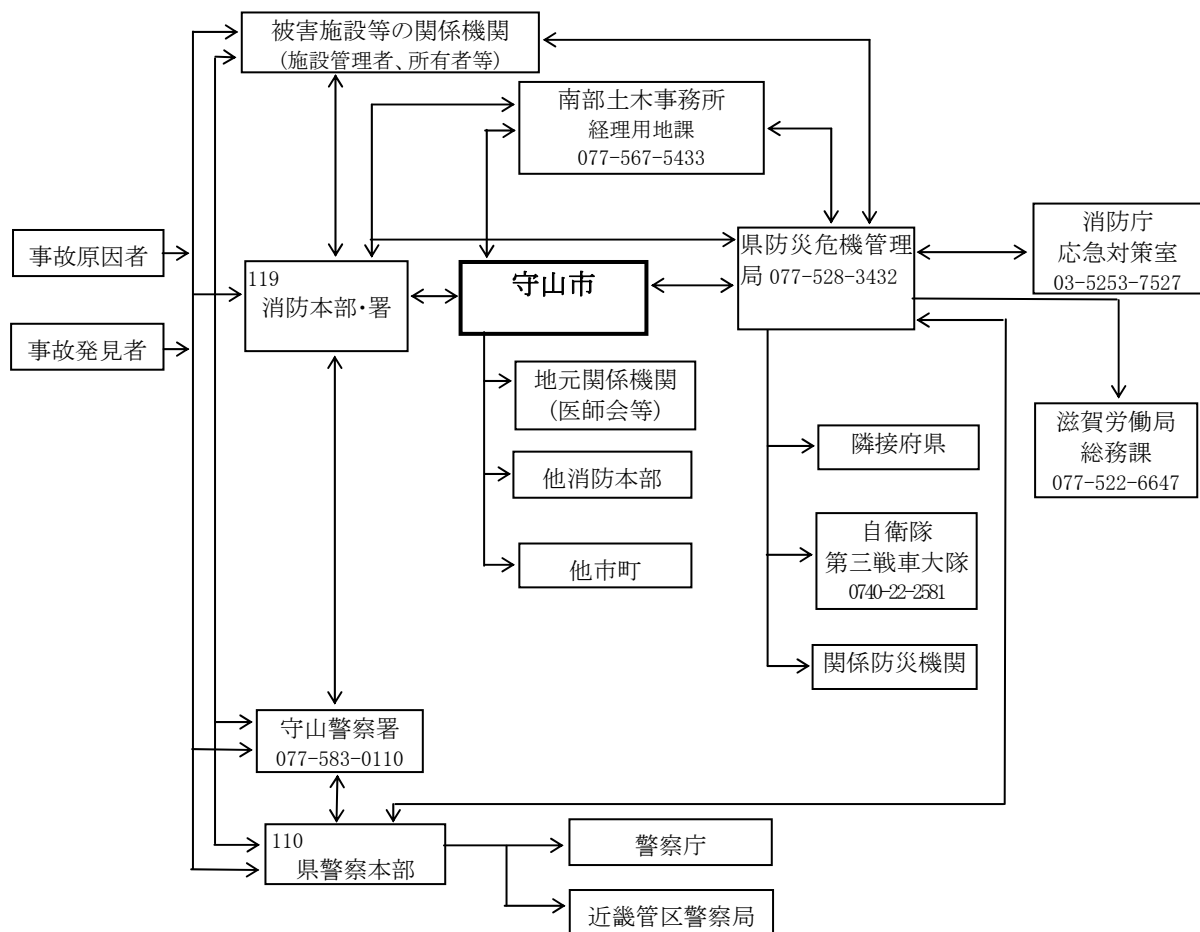 被害施設等の関係機関
(施設管理者、所有者等)
南部土木事務所
経理用地課
077-567-5433
事故原因者
事故発見者
119
消防本部・署
守山市
県防災危機管理
局 077-528-3432
消防庁
応急対策室
03-5253-7527
地元関係機関
(医師会等)
他消防本部
他市町
隣接府県
自衛隊
第三戦車大隊
0740-22-2581
関係防災機関
滋賀労働局
総務課
077-522-6647
守山警察署
077-583-0110
110
県警察本部
警察庁
近畿管区警察局